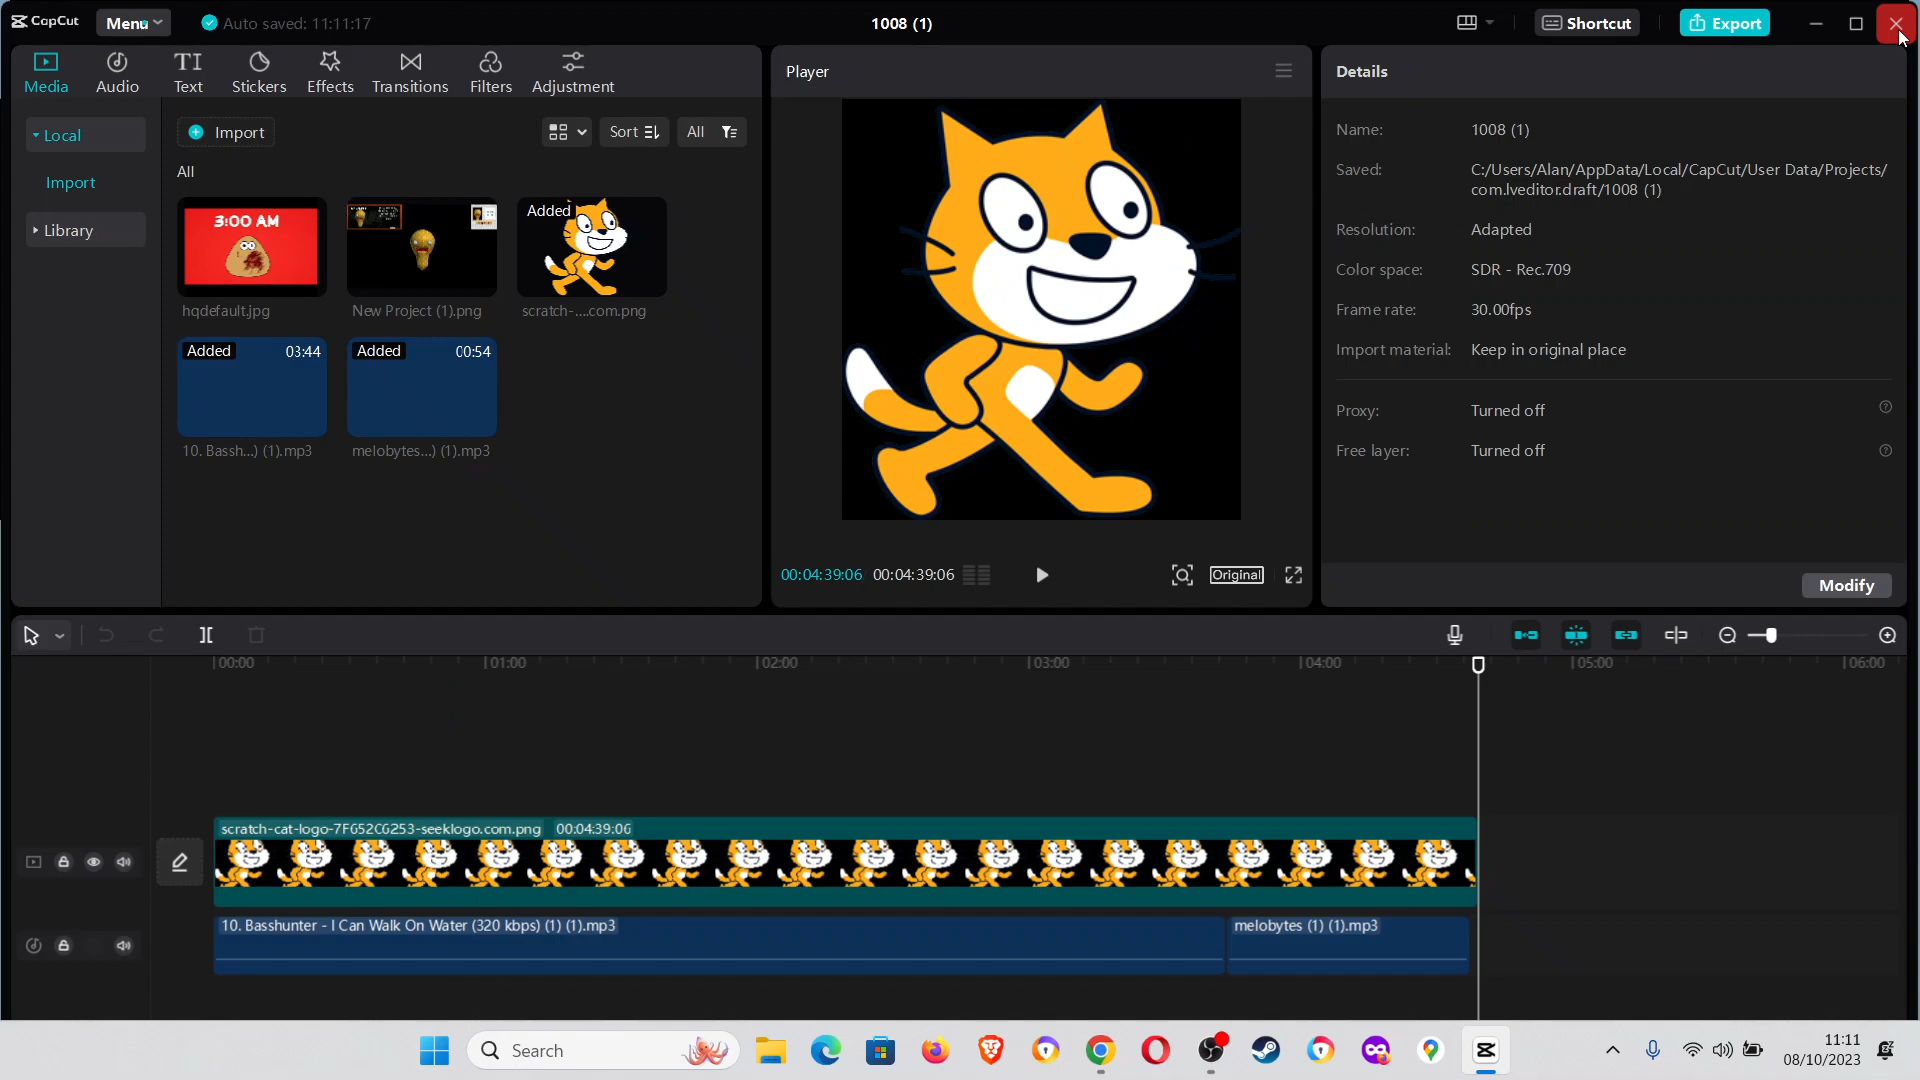 CapCut Menu Auto saved: 11:11:17 1008 (1) Shortcut Export
Media Audio Text Stickers Effects Transitions Filters Adjustment
Local
Import
Library
Import Sort All
All
3:00 AM
hqdefault.jpg
New Project (1).png
Added
scratch-....com.png
Added 03:44
10. Bassh...) (1).mp3
Added 00:54
melobytes...) (1).mp3
Player
00:04:39:06 00:04:39:06 Original
Details
Name: 1008 (1)
Saved: C:/Users/Alan/AppData/Local/CapCut/User Data/Projects/
com.lveditor.draft/1008 (1)
Resolution: Adapted
Color space: SDR - Rec.709
Frame rate: 30.00fps
Import material: Keep in original place
Proxy: Turned off
Free layer: Turned off
Modify
00:00 01:00 02:00 03:00 04:00 05:00 06:00
scratch-cat-logo-7F652C6253-seeklogo.com.png 00:04:39:06
10. Basshunter - I Can Walk On Water (320 kbps) (1) (1).mp3 melobytes (1) (1).mp3
Search
11:11
08/10/2023